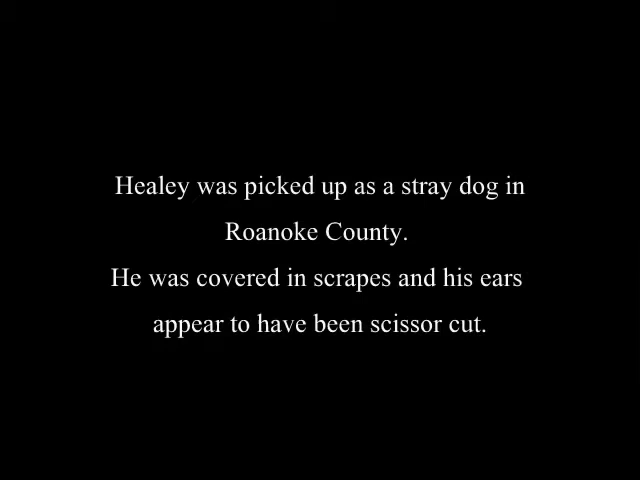 Healey was picked up as a stray dog in
Roanoke County.
He was covered in scrapes and his ears
appear to have been scissor cut.